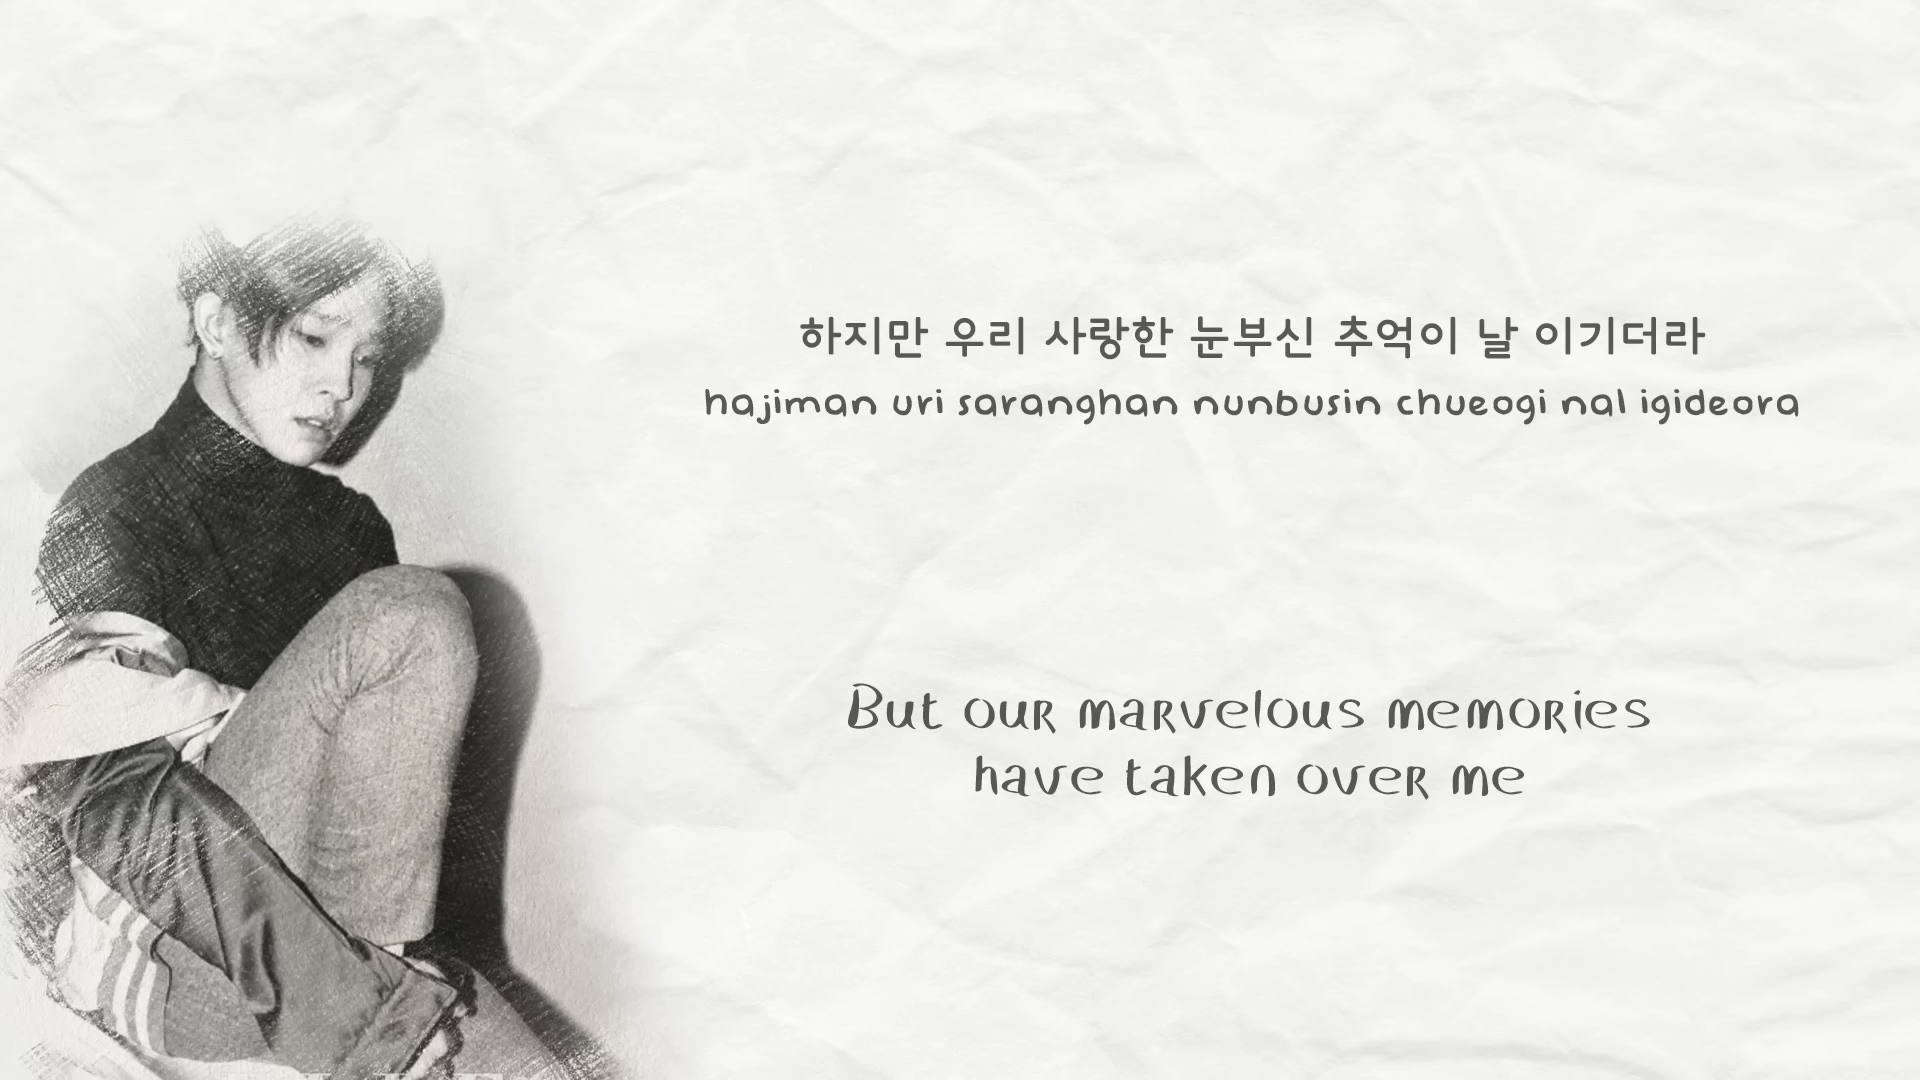 하지만 우리 사랑한 눈부신 추억이 날 이기더라
hajiman uri saranghan nunbusin chueogi nal igideora
But our marvelous memories
have taken over me